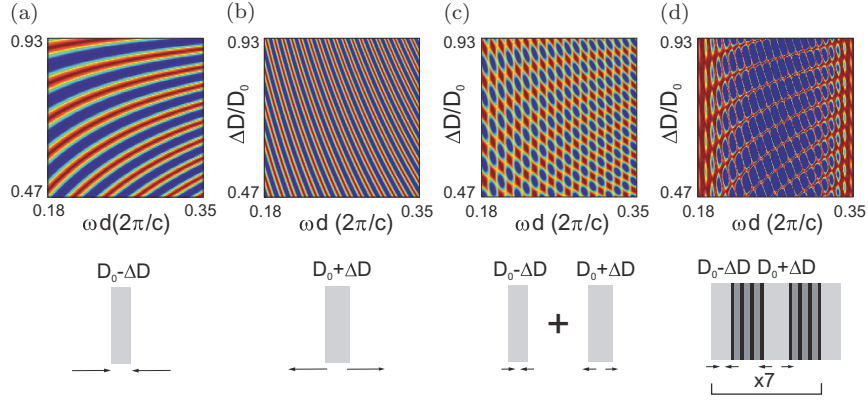 (a)
(b)
(c)
(d)
0.93
0.47
0.18
0.35
ωd(2π/c)
0.93
ΔD/D₀
0.47
0.18
0.35
ωd (2π/c)
0.93
ΔD/D₀
0.47
0.18
0.35
ωd (2π/c)
0.93
ΔD/D₀
0.47
0.18
0.35
ωd (2π/c)
D₀-ΔD
D₀+ΔD
D₀-ΔD
D₀+ΔD
+
D₀-ΔD D₀+ΔD
x7